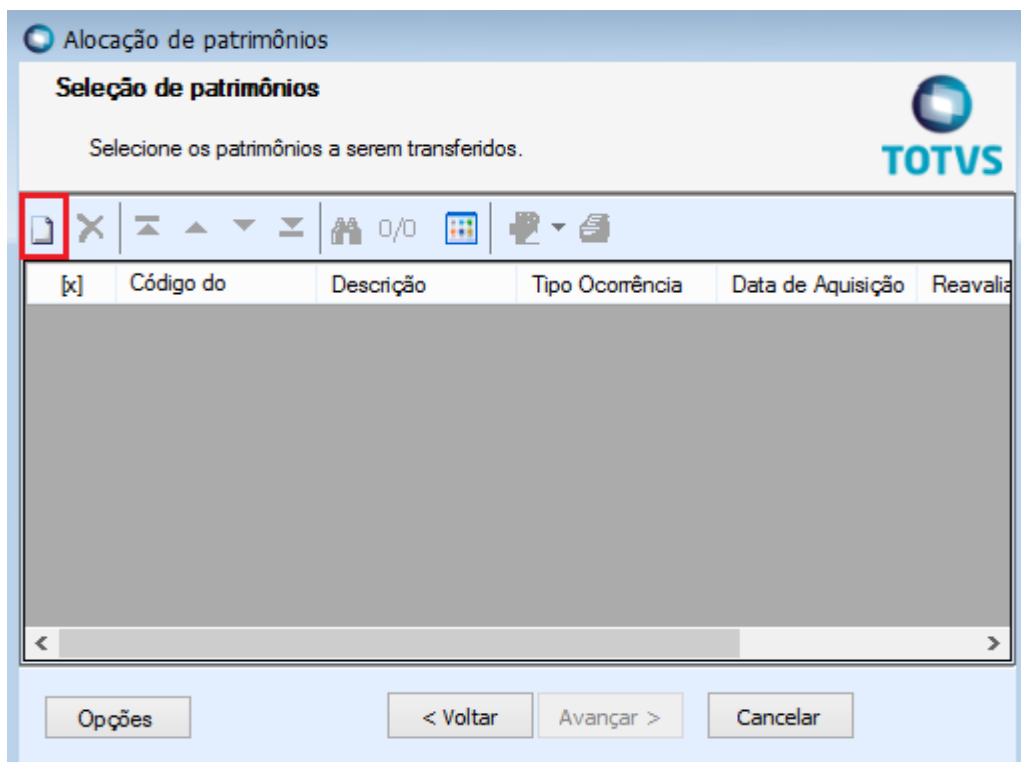 Alocação de patrimônios
Seleção de patrimônios
Selecione os patrimônios a serem transferidos.
TOTVS
0/0
[x] Código do Descrição Tipo Ocorrência Data de Aquisição Reavalia
Opções < Voltar Avançar > Cancelar